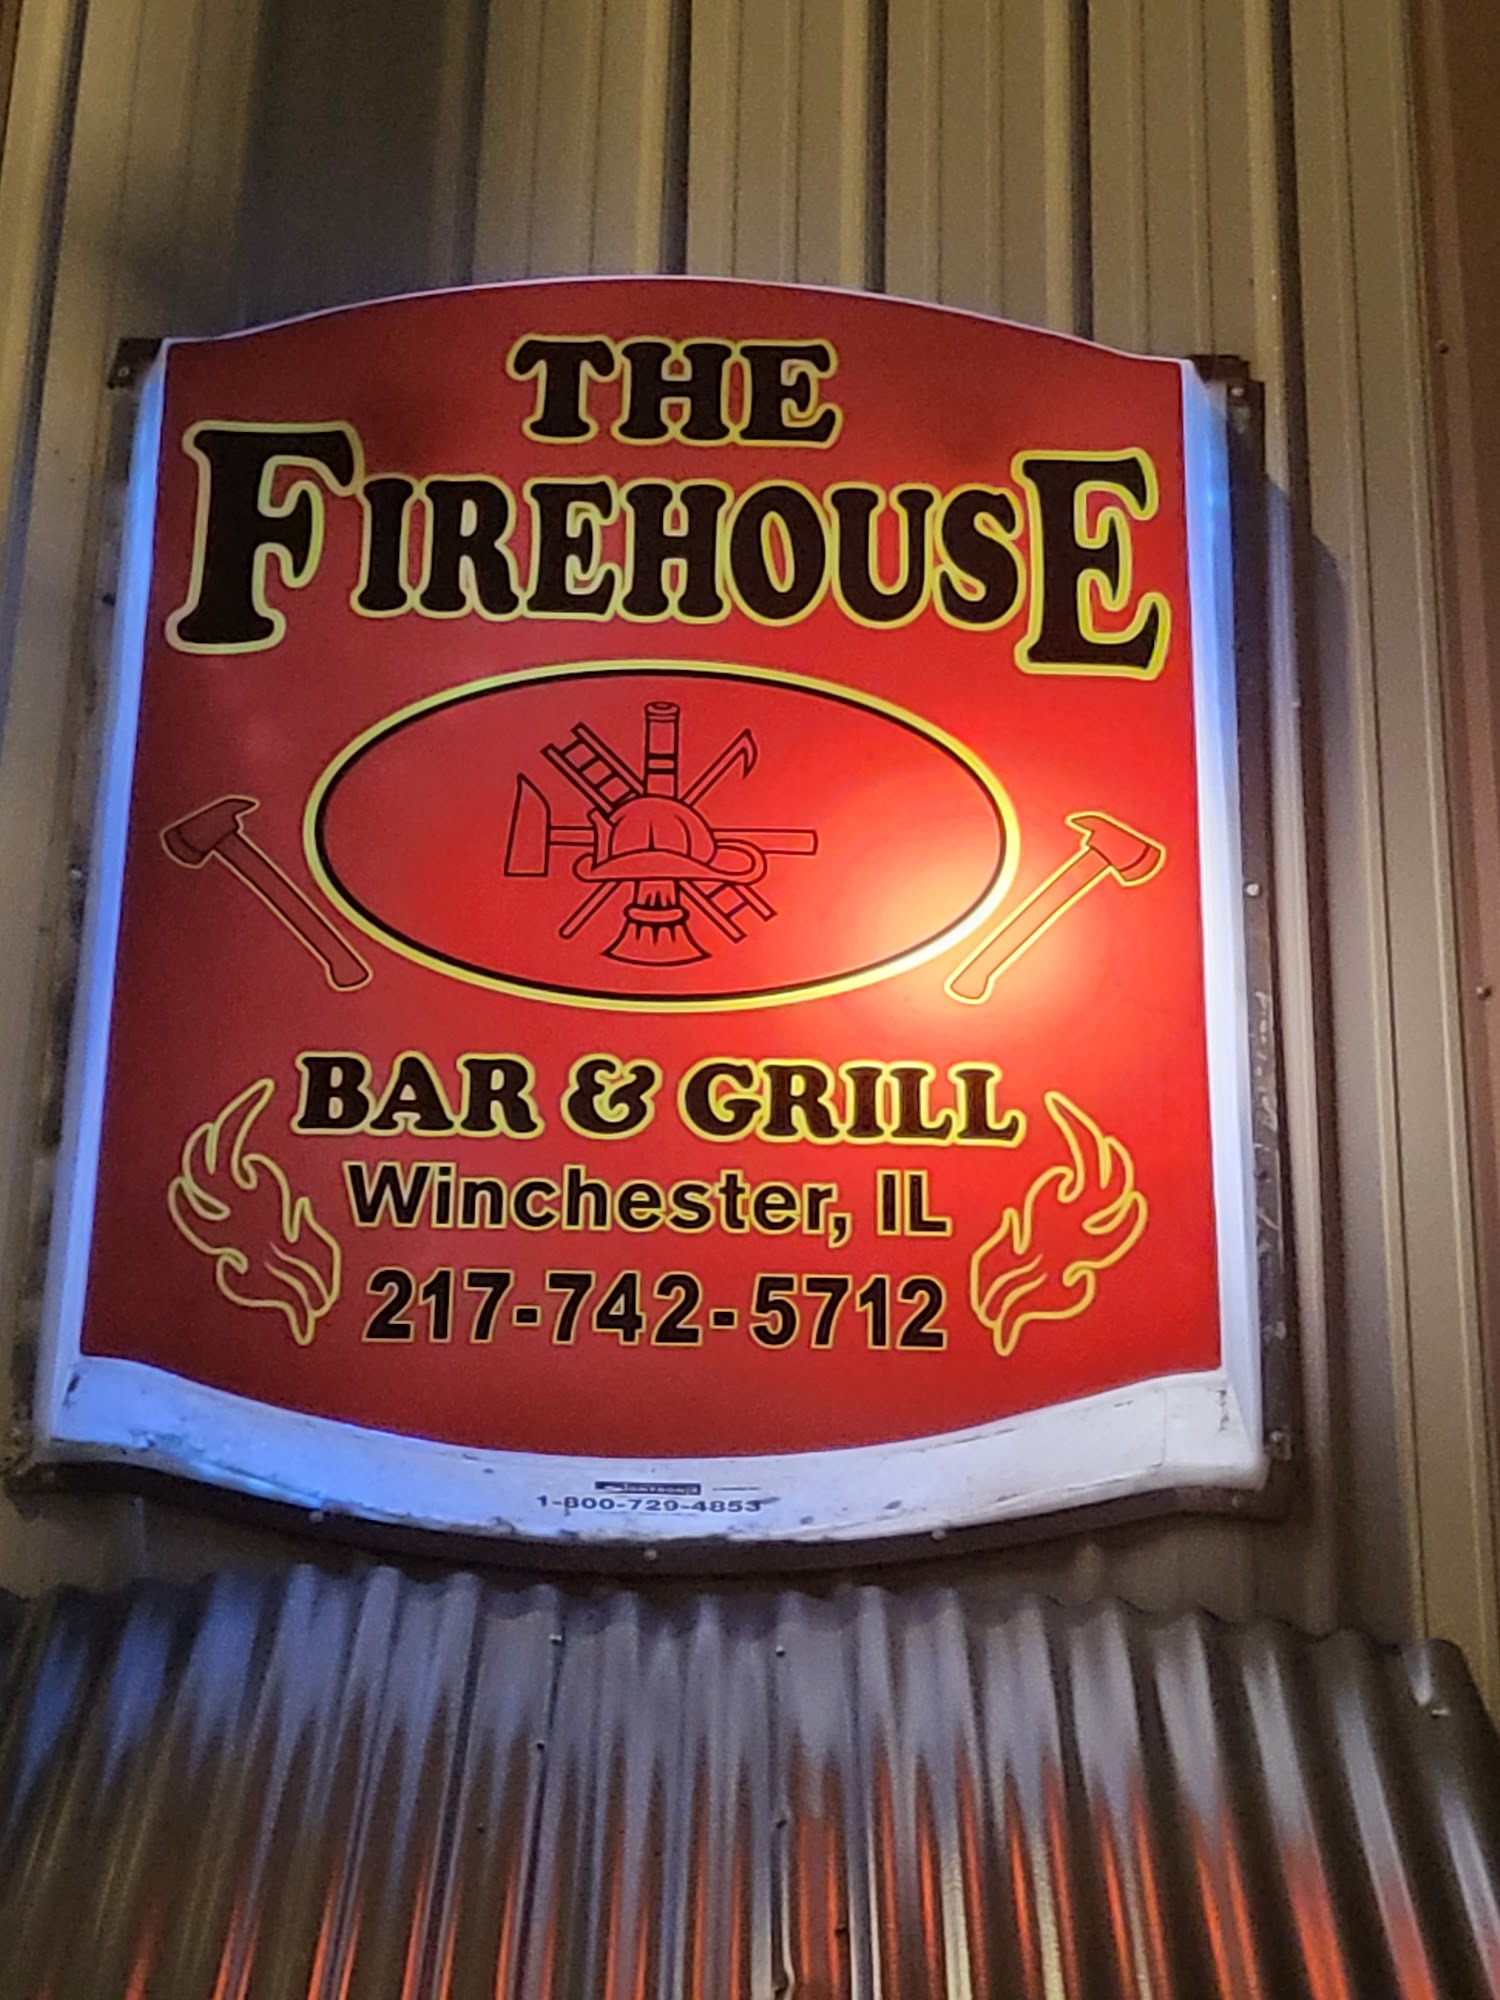 THE
FIREHOUSE
BAR & GRILL
Winchester, IL
217-742-5712
1-800-729-4853